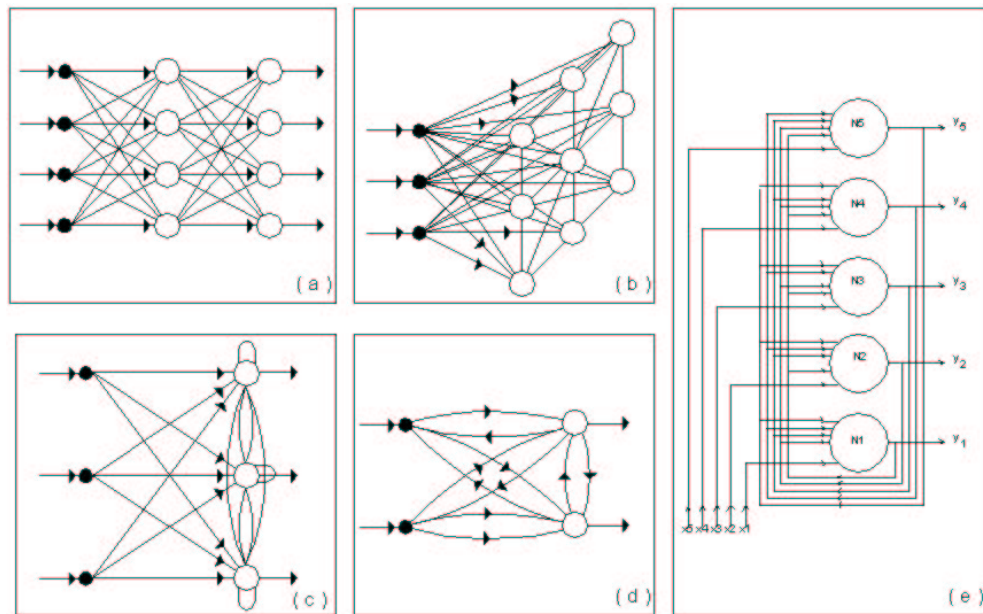 ( a )
( b )
( c )
( d )
N5
y5
N4
y4
N3
y3
N2
y2
N1
y1
x5 x4 x3 x2 x1
( e )